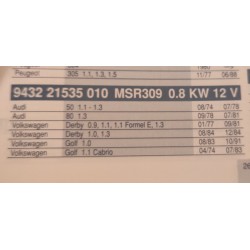 Peugeot 305 1.1, 1.3, 1.5 11/77 06/88
9432 21535 010 MSR309 0.8 KW 12 V
Audi 50 1.1 - 1.3 08/74 07/78
Audi 80 1.3 09/78 07/81
Volkswagen Derby 0.9, 1.1, 1.1 Formel E, 1.3 01/77 09/81
Volkswagen Derby 1.0, 1.3 08/84 12/84
Volkswagen Golf 1.0 08/83 10/91
Volkswagen Golf 1.1 Cabrio 04/74 07/83